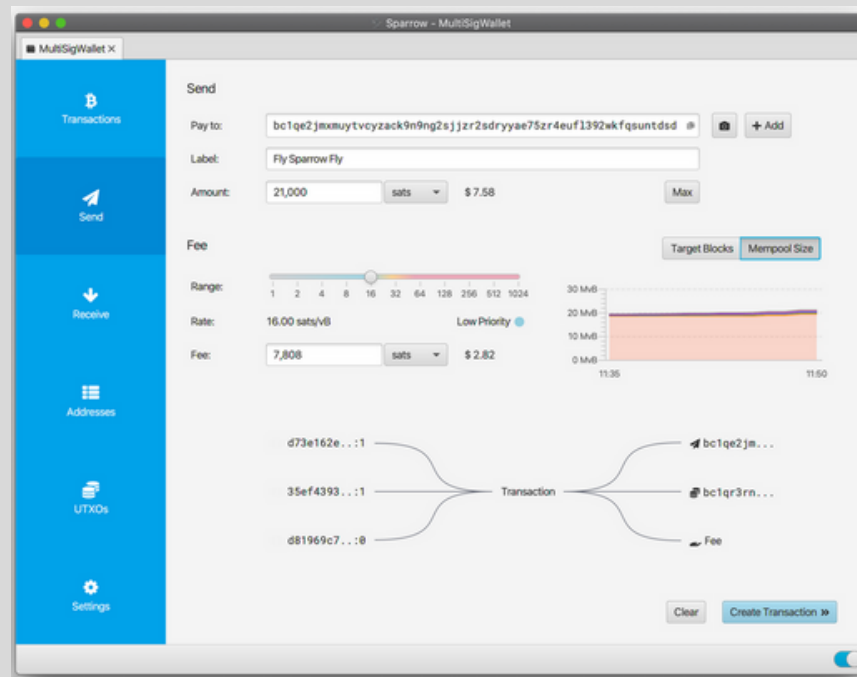 Sparrow - MultiSigWallet
MultiSigWallet ×
Transactions
Send
Receive
Addresses
UTXOs
Settings
Send
Pay to: bc1qe2jmxmuytvcyzack9n9ng2sjjzr2sdryyae75zr4eufl392wkfqsuntdsd + Add
Label: Fly Sparrow Fly
Amount: 21,000 sats $ 7.58 Max
Fee Target Blocks Mempool Size
Range: 1 2 4 8 16 32 64 128 256 512 1024
Rate: 16.00 sats/vB Low Priority
Fee: 7,808 sats $ 2.82
30 MvB
20 MvB
10 MvB
0 MvB
11:35 11:50
d73e162e..:1 bc1qe2jm...
35ef4393..:1 Transaction bc1qr3rn...
d81969c7..:0 Fee
Clear Create Transaction »